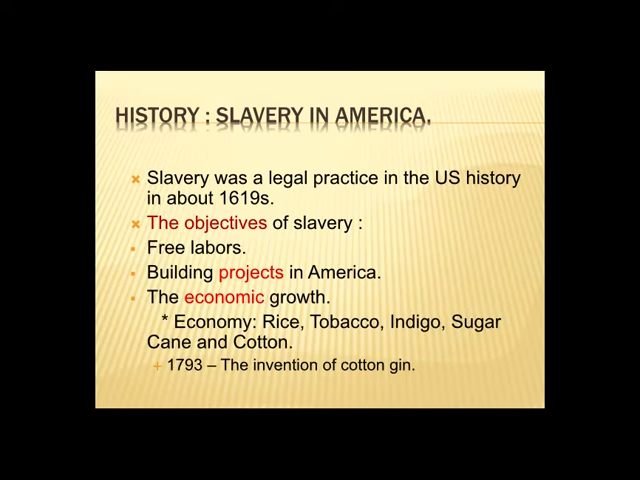 HISTORY : SLAVERY IN AMERICA.
Slavery was a legal practice in the US history
in about 1619s.
The objectives of slavery :
Free labors.
Building projects in America.
The economic growth.
* Economy: Rice, Tobacco, Indigo, Sugar
Cane and Cotton.
1793 – The invention of cotton gin.